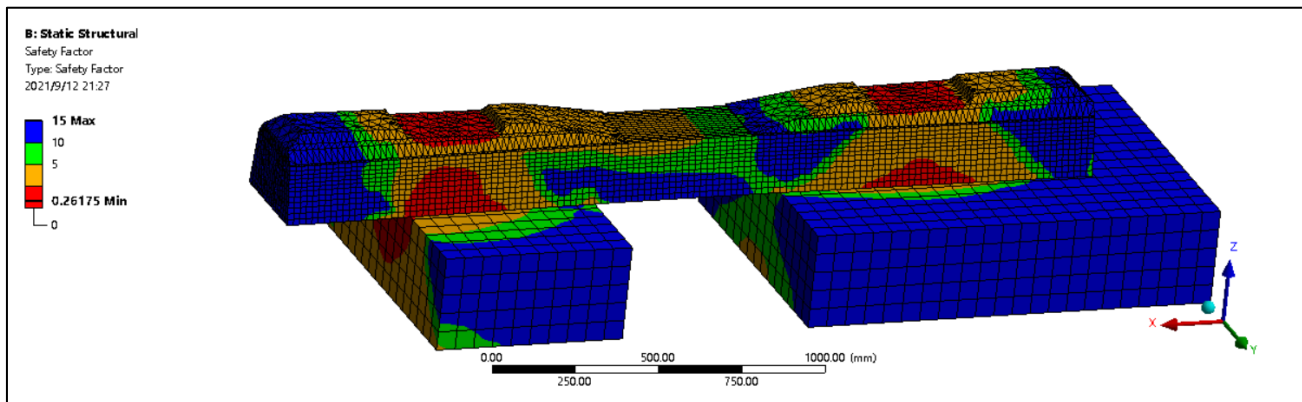 B: Static Structural
Safety Factor
Type: Safety Factor
2021/9/12 21:27
15 Max
10
5
0.26175 Min
0
Z
X
Y
0.00 500.00 1000.00 (mm)
250.00 750.00